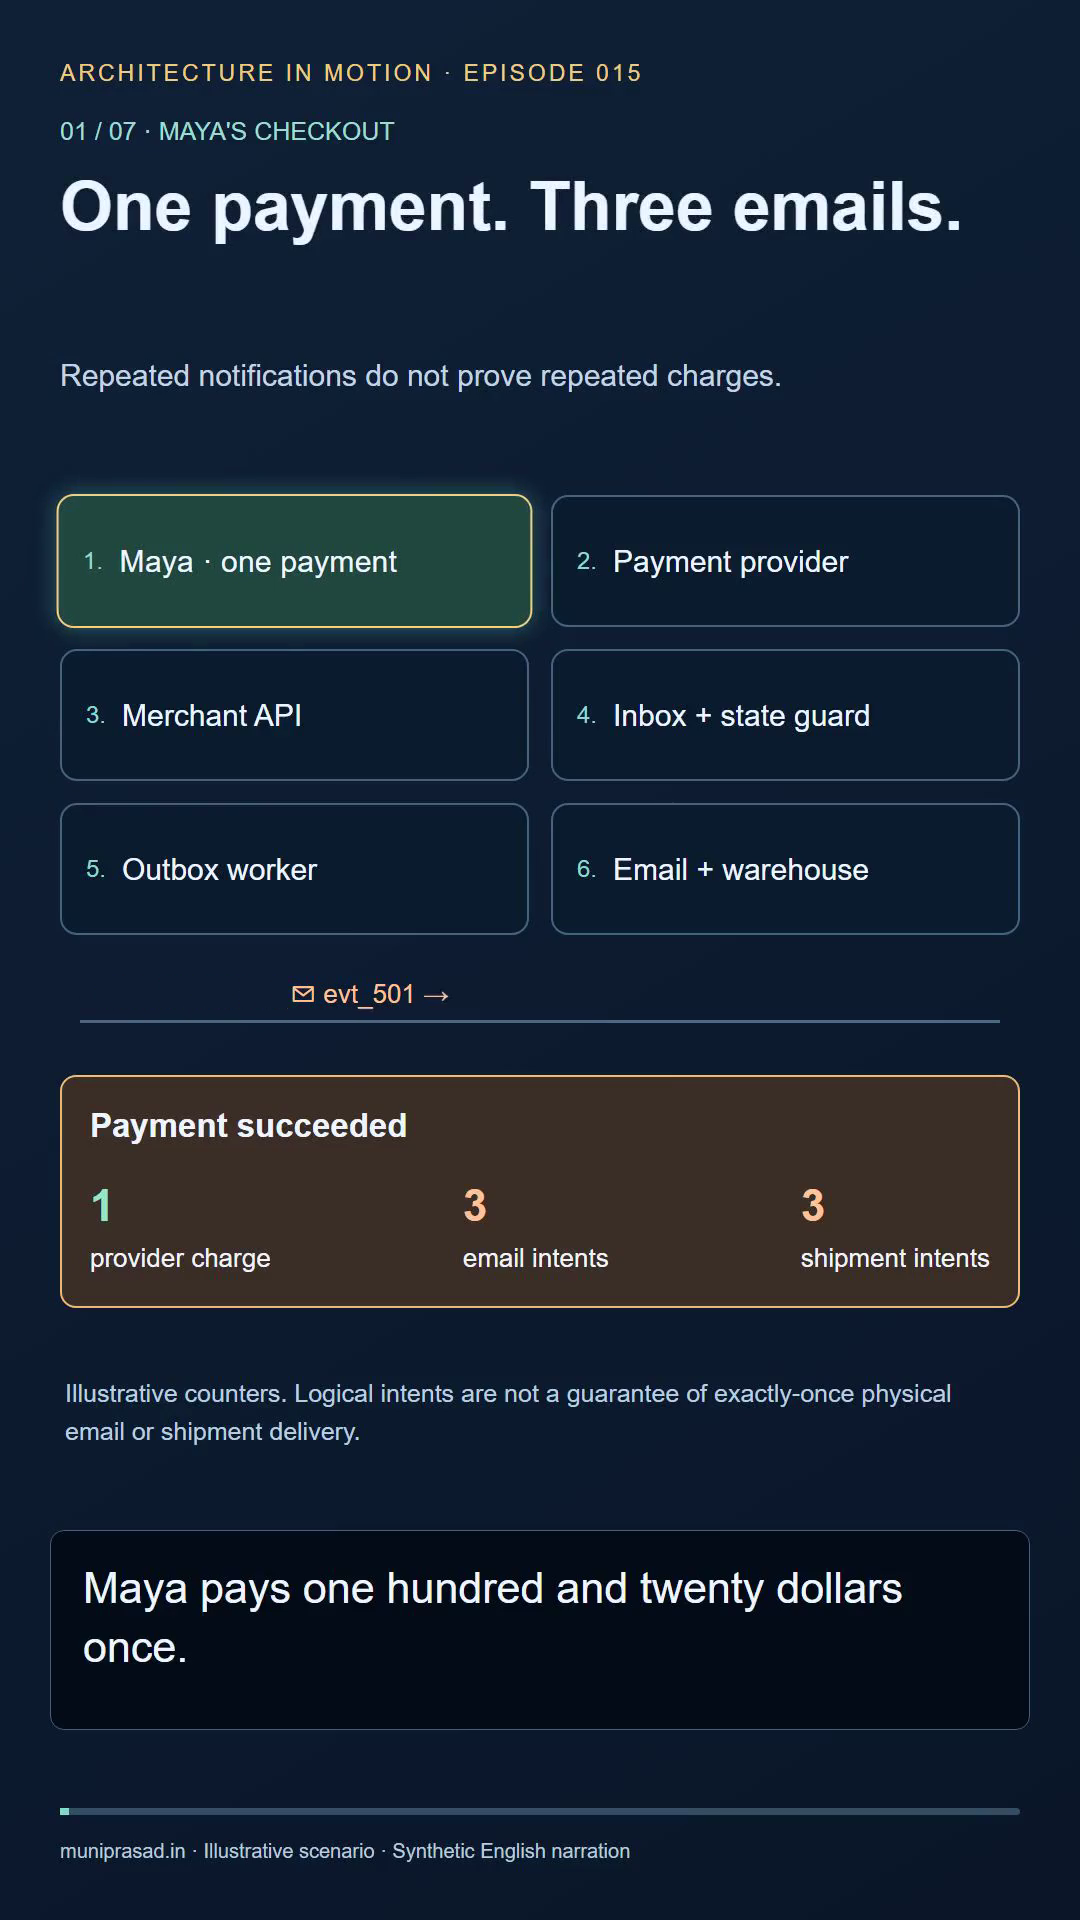 ARCHITECTURE IN MOTION · EPISODE 015
01 / 07 · MAYA'S CHECKOUT
One payment. Three emails.
Repeated notifications do not prove repeated charges.
1. Maya · one payment
2. Payment provider
3. Merchant API
4. Inbox + state guard
5. Outbox worker
6. Email + warehouse
✉ evt_501 →
Payment succeeded
1 provider charge
3 email intents
3 shipment intents
Illustrative counters. Logical intents are not a guarantee of exactly-once physical
email or shipment delivery.
Maya pays one hundred and twenty dollars
once.
muniprasad.in · Illustrative scenario · Synthetic English narration